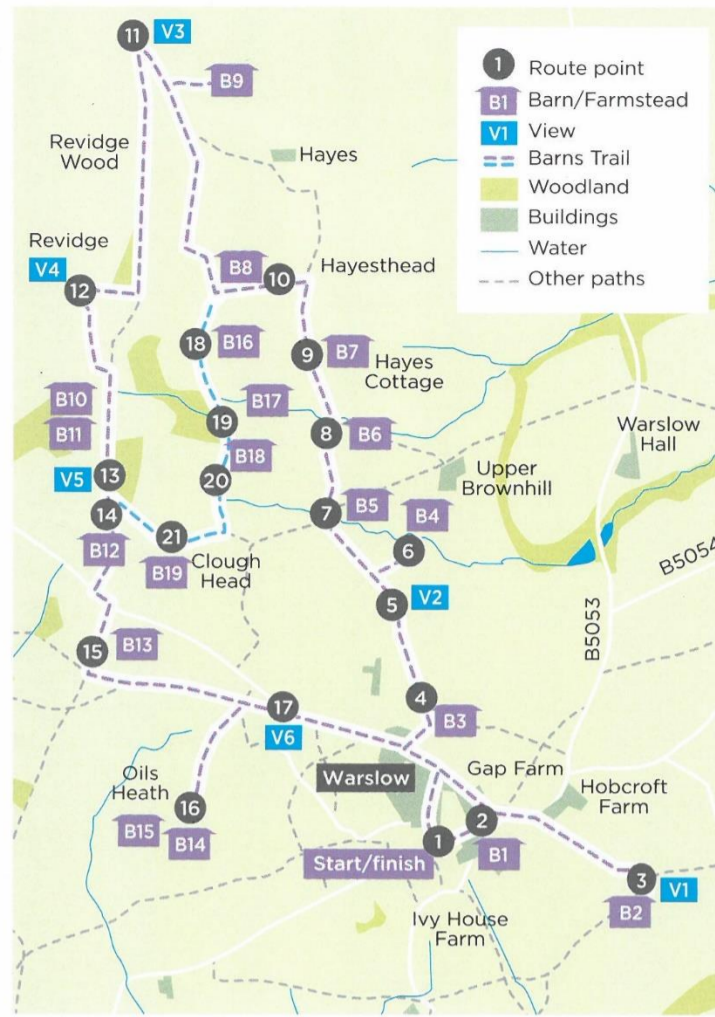 11
V3
B9
Revidge
Wood
Hayes
Revidge
V4
12
B8
10
Hayesthead
18
B16
9
B7
Hayes
Cottage
B10
B11
B17
19
8
B6
Warslow
Hall
V5
13
B18
20
Upper
Brownhill
14
7
B5
B4
B12
21
B19
Clough
Head
6
5
V2
B5054
B5053
15
B13
4
17
V6
B3
Warslow
Gap Farm
Oils
Heath
Hobcroft
Farm
16
B15
B14
2
1
Start/finish
B1
3
V1
B2
Ivy House
Farm
1 Route point
B1 Barn/Farmstead
V1 View
Barns Trail
Woodland
Buildings
Water
Other paths